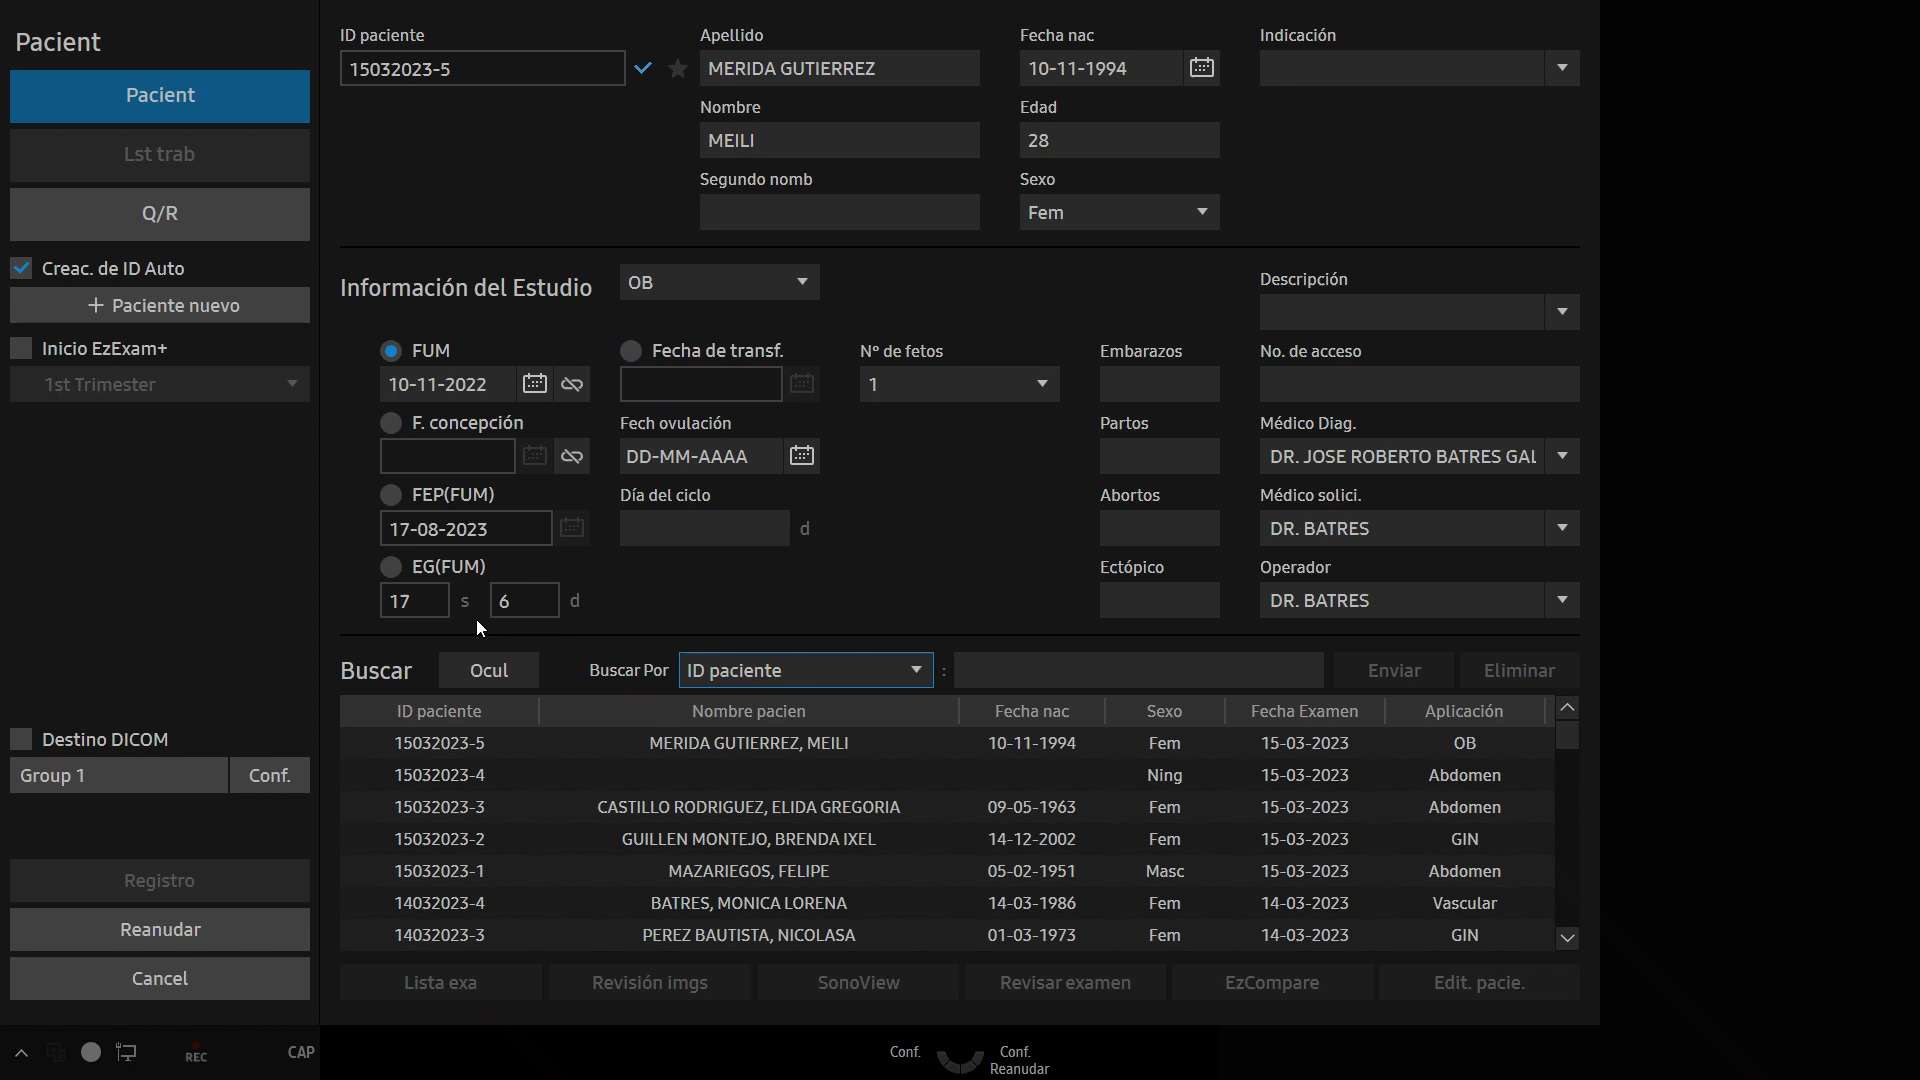 Pacient
Pacient
Lst trab
Q/R
Creac. de ID Auto
+ Paciente nuevo
Inicio EzExam+
1st Trimester
Destino DICOM
Group 1 Conf.
Registro
Reanudar
Cancel
REC CAP
ID paciente
15032023-5
Apellido
MERIDA GUTIERREZ
Nombre
MEILI
Segundo nomb
Fecha nac
10-11-1994
Edad
28
Sexo
Fem
Indicación
Información del Estudio OB
FUM
10-11-2022
F. concepción
FEP(FUM)
17-08-2023
EG(FUM)
17 s 6 d
Fecha de transf.
Fech ovulación
DD-MM-AAAA
Día del ciclo
d
Nº de fetos
1
Embarazos
Partos
Abortos
Ectópico
Descripción
No. de acceso
Médico Diag.
DR. JOSE ROBERTO BATRES GAL
Médico solici.
DR. BATRES
Operador
DR. BATRES
Buscar Ocul Buscar Por ID paciente : Enviar Eliminar
ID paciente Nombre pacien Fecha nac Sexo Fecha Examen Aplicación
15032023-5 MERIDA GUTIERREZ, MEILI 10-11-1994 Fem 15-03-2023 OB
15032023-4 Ning 15-03-2023 Abdomen
15032023-3 CASTILLO RODRIGUEZ, ELIDA GREGORIA 09-05-1963 Fem 15-03-2023 Abdomen
15032023-2 GUILLEN MONTEJO, BRENDA IXEL 14-12-2002 Fem 15-03-2023 GIN
15032023-1 MAZARIEGOS, FELIPE 05-02-1951 Masc 15-03-2023 Abdomen
14032023-4 BATRES, MONICA LORENA 14-03-1986 Fem 14-03-2023 Vascular
14032023-3 PEREZ BAUTISTA, NICOLASA 01-03-1973 Fem 14-03-2023 GIN
Lista exa Revisión imgs SonoView Revisar examen EzCompare Edit. pacie.
Conf. Conf.
Reanudar